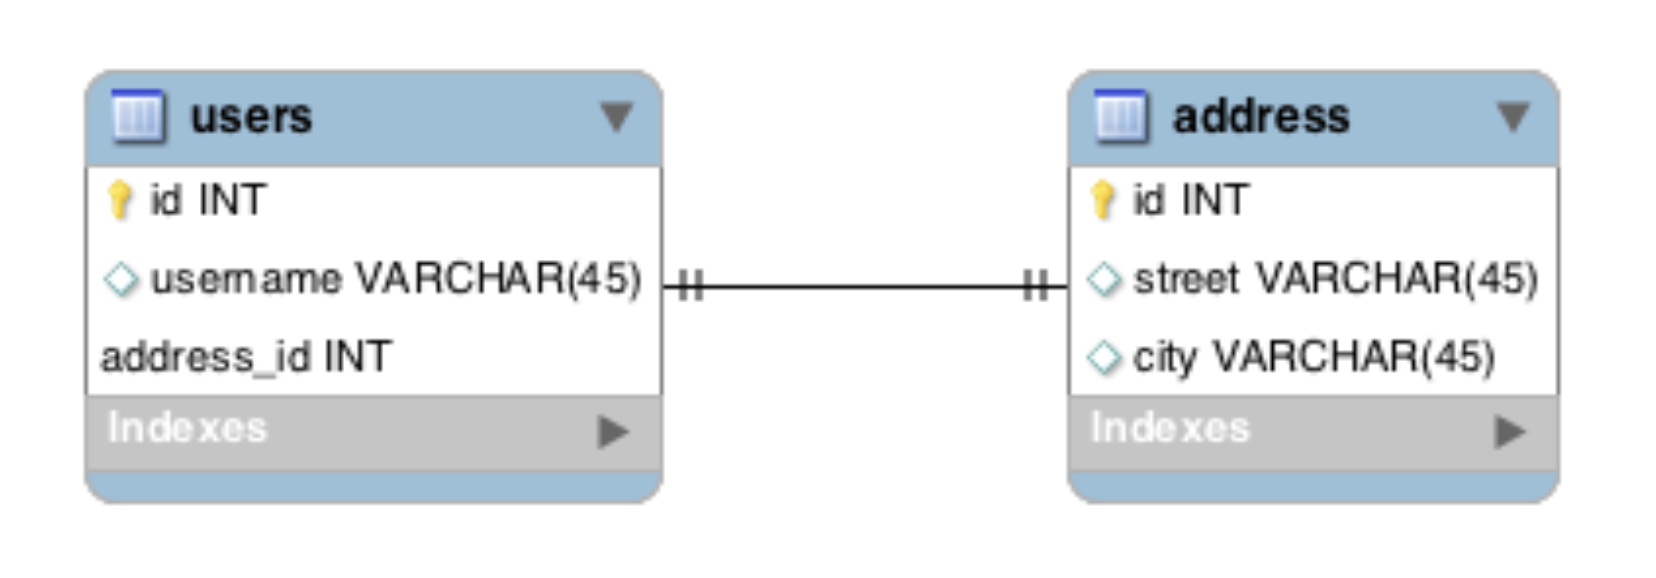 users
id INT
username VARCHAR(45)
address_id INT
Indexes
address
id INT
street VARCHAR(45)
city VARCHAR(45)
Indexes